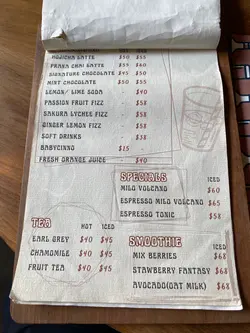 HOJICHA LATTE $50 $55
PRANA CHAI LATTE $55 $60
SIGNATURE CHOCOLATE $45 $50
MINT CHOCOLATE $50 $55
LEMON/ LIME SODA - $40
PASSION FRUIT FIZZ - $58
SAKURA LYCHEE FIZZ - $58
GINGER LEMON FIZZ - $58
SOFT DRINKS - $38
BABYCINNO $15 -
FRESH ORANGE JUICE - $40
SPECIALS ICED
MILO VOLCANO $60
ESPRESSO MILO VOLCANO $65
ESPRESSO TONIC $58
TEA HOT ICED
EARL GREY $40 $45
CHAMOMILE $40 $45
FRUIT TEA $40 $45
SMOOTHIE ICED
MIX BERRIES $68
STAWBERRY FANTASY $68
AVOCADO(OAT MILK) $68